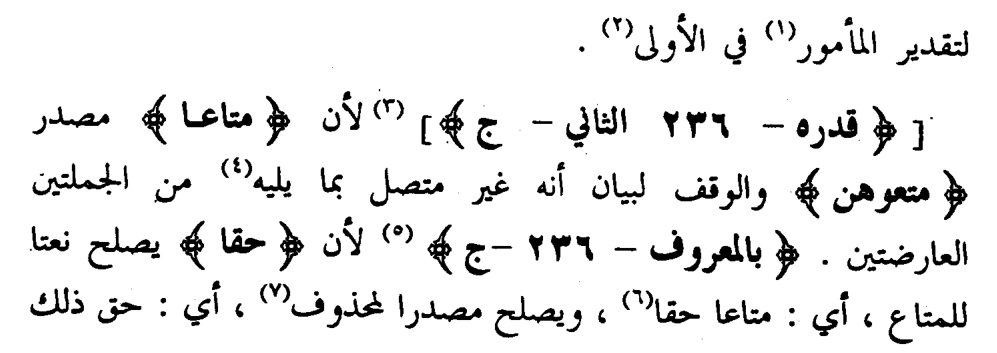 لتقدير المأمور(١) في الأولى(٢) .
[ ﴿ قدره – ٢٣٦ الثاني – ج ﴾ ] (٣) لأن ﴿ متاعا ﴾ مصدر
﴿ متعوهن ﴾ والوقف لبيان أنه غير متصل بما يليه(٤) من الجملتين
العارضتين . ﴿ بالمعروف – ٢٣٦ –ج ﴾ (٥) لأن ﴿ حقا ﴾ يصلح نعتا
للمتاع ، أي : متاعا حقا(٦) ، ويصلح مصدرا لمحذوف(٧) ، أي : حق ذلك